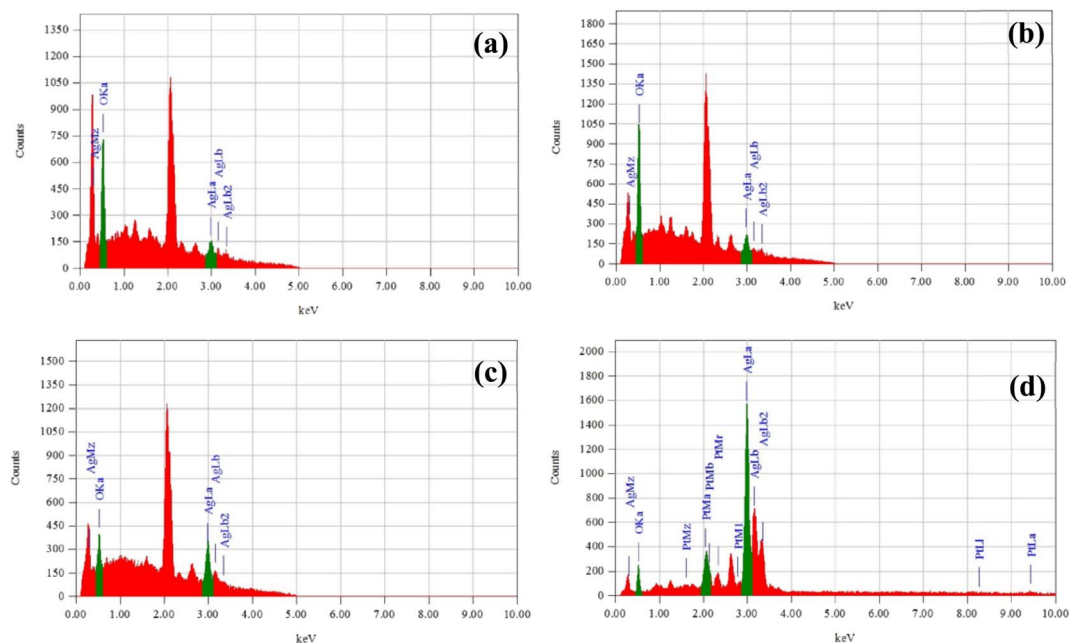 (a)
1350
1200
1050
900
750
600
450
300
150
0
Counts
AgMz
OKa
AgLa
AgLb
AgLb2
0.00 1.00 2.00 3.00 4.00 5.00 6.00 7.00 8.00 9.00 10.00
keV
(b)
1800
1650
1500
1350
1200
1050
900
750
600
450
300
150
0
Counts
AgMz
OKa
AgLa
AgLb
AgLb2
0.00 1.00 2.00 3.00 4.00 5.00 6.00 7.00 8.00 9.00 10.00
keV
(c)
1500
1350
1200
1050
900
750
600
450
300
150
0
Counts
AgMz
OKa
AgLa
AgLb
AgLb2
0.00 1.00 2.00 3.00 4.00 5.00 6.00 7.00 8.00 9.00 10.00
keV
(d)
2000
1800
1600
1400
1200
1000
800
600
400
200
0
Counts
AgMz
OKa
PtMz
PtMa
PtMb
PtMr
PtM1
AgLa
AgLb
AgLb2
PtLl
PtLa
0.00 1.00 2.00 3.00 4.00 5.00 6.00 7.00 8.00 9.00 10.00
keV